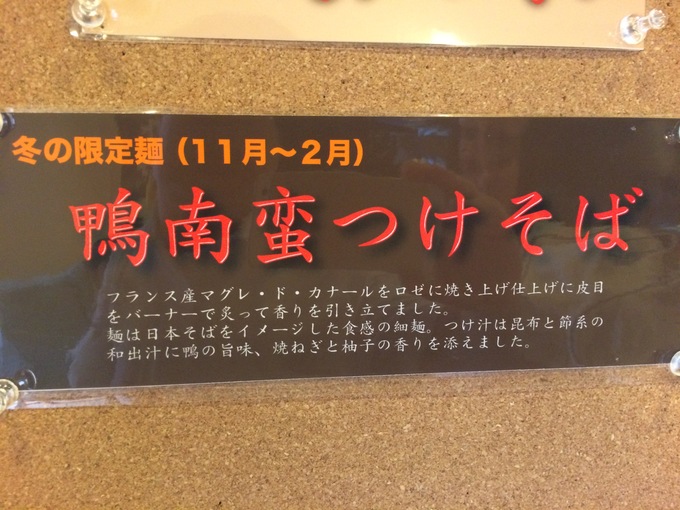 冬の限定麺（１１月～２月）
鴨南蛮つけそば
フランス産マグレ・ド・カナールをロゼに焼き上げ仕上げに皮目
をバーナーで炙って香りを引き立てました。
麺は日本そばをイメージした食感の細麺。つけ汁は昆布と節系の
和出汁に鴨の旨味、焼ねぎと柚子の香りを添えました。